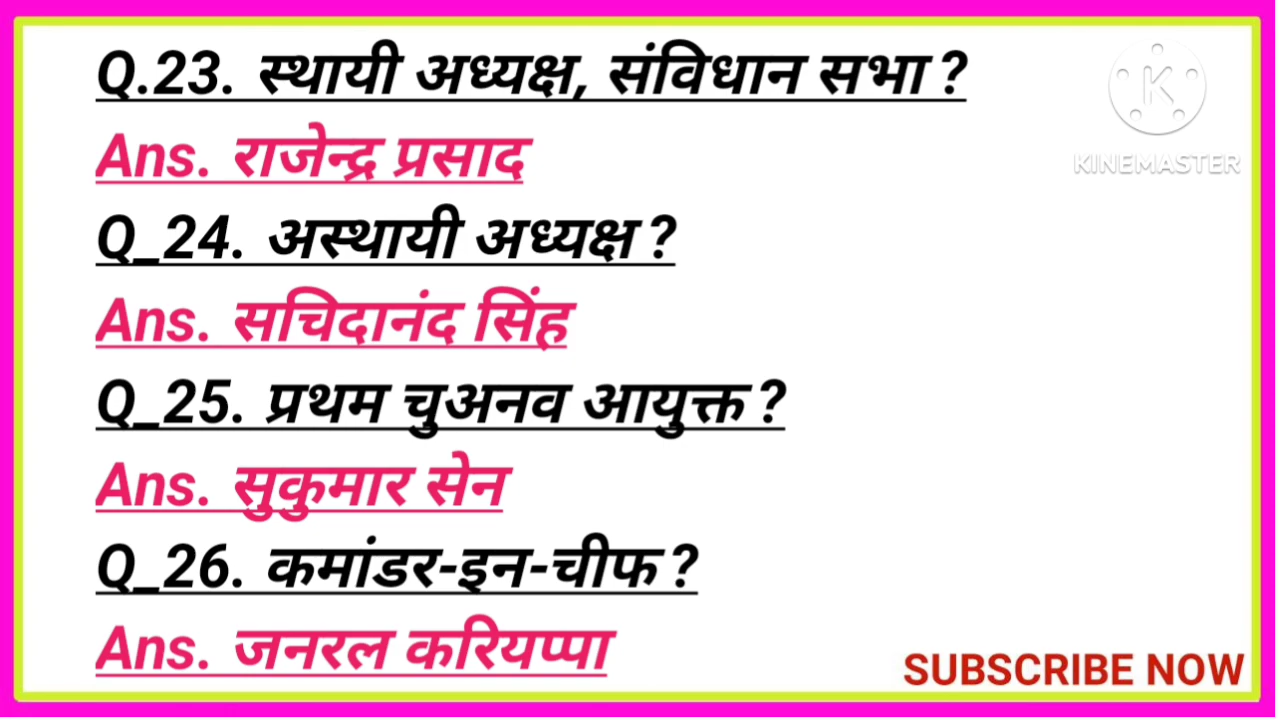 Q.23. स्थायी अध्यक्ष, संविधान सभा?
KINEMASTER
Ans. राजेन्द्र प्रसाद
Q_24. अस्थायी अध्यक्ष?
Ans. सचिदानंद सिंह
Q_25. प्रथम चुअनव आयुक्त?
Ans. सुकुमार सेन
Q_26. कमांडर-इन-चीफ?
Ans. जनरल करियप्पा
SUBSCRIBE NOW